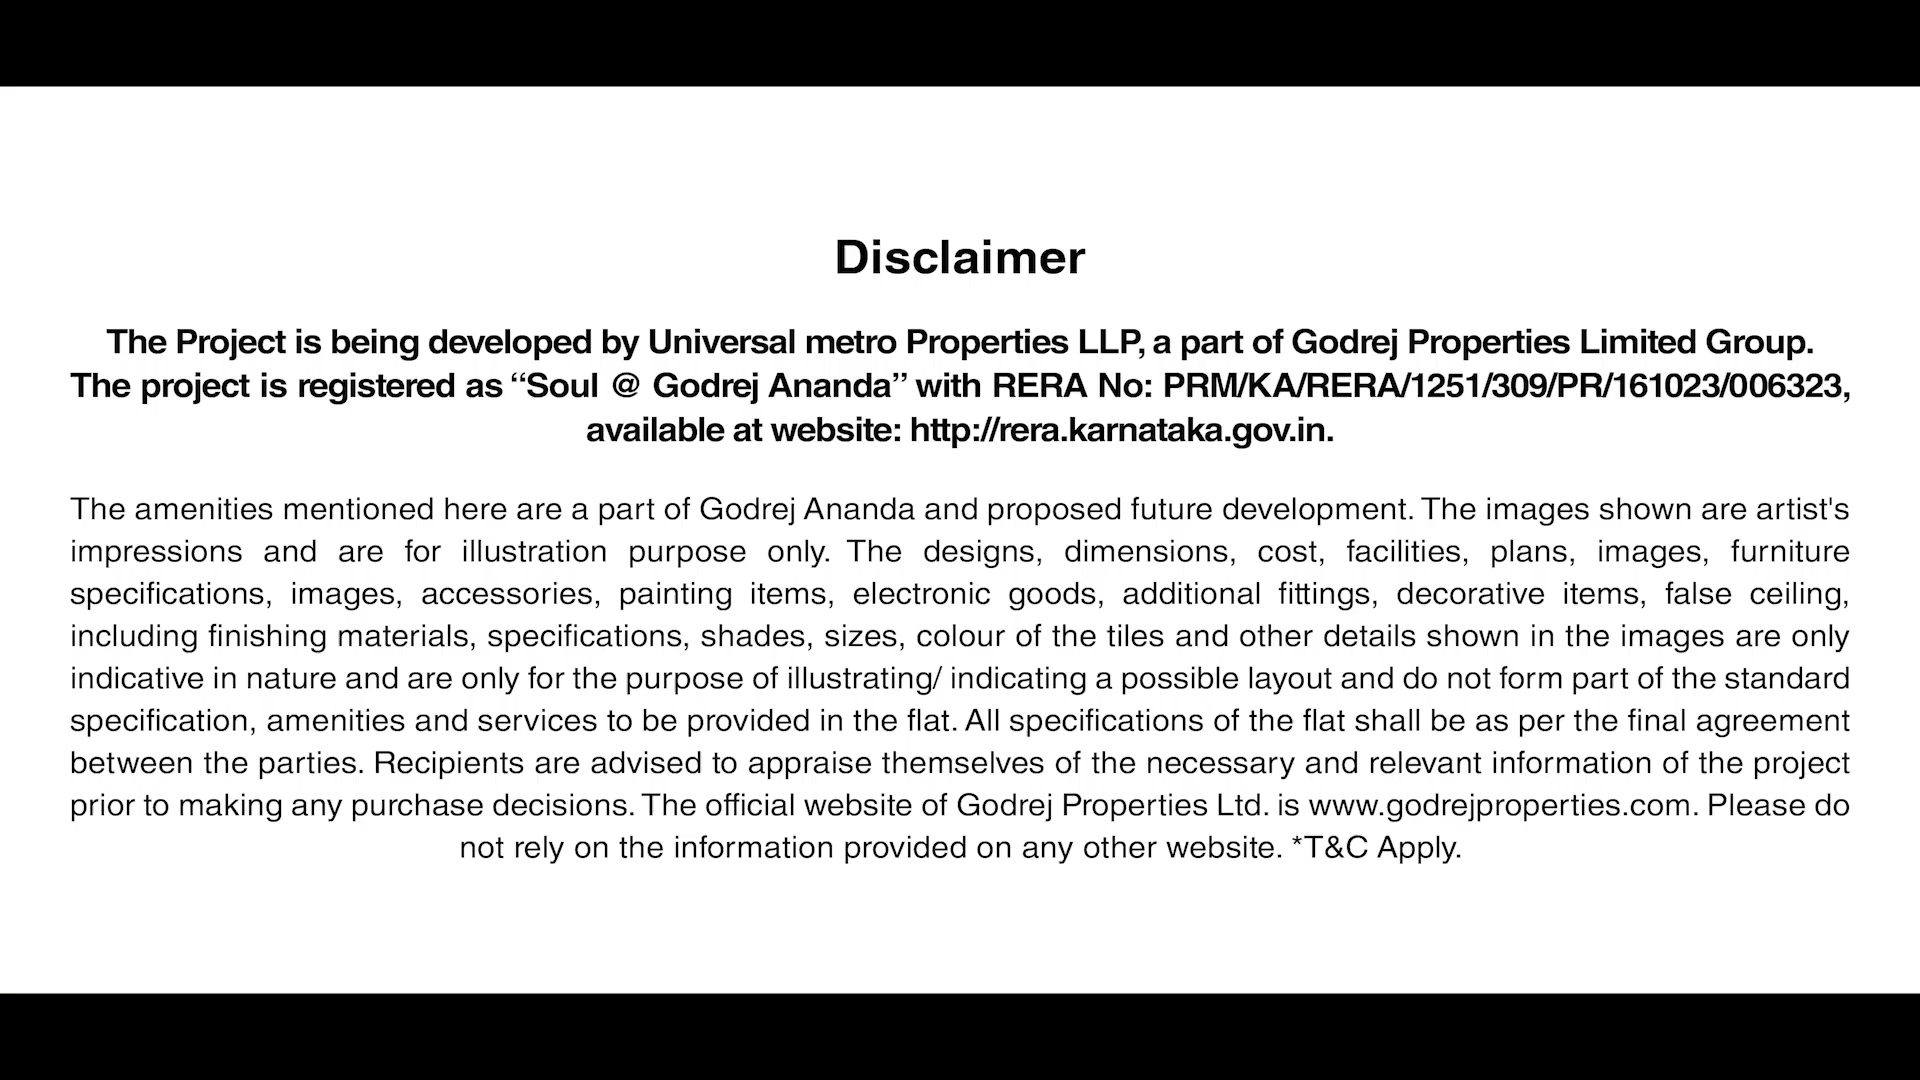 Disclaimer
The Project is being developed by Universal metro Properties LLP, a part of Godrej Properties Limited Group.
The project is registered as “Soul @ Godrej Ananda” with RERA No: PRM/KA/RERA/1251/309/PR/161023/006323,
available at website: http://rera.karnataka.gov.in.
The amenities mentioned here are a part of Godrej Ananda and proposed future development. The images shown are artist's
impressions and are for illustration purpose only. The designs, dimensions, cost, facilities, plans, images, furniture
specifications, images, accessories, painting items, electronic goods, additional fittings, decorative items, false ceiling,
including finishing materials, specifications, shades, sizes, colour of the tiles and other details shown in the images are only
indicative in nature and are only for the purpose of illustrating/ indicating a possible layout and do not form part of the standard
specification, amenities and services to be provided in the flat. All specifications of the flat shall be as per the final agreement
between the parties. Recipients are advised to appraise themselves of the necessary and relevant information of the project
prior to making any purchase decisions. The official website of Godrej Properties Ltd. is www.godrejproperties.com. Please do
not rely on the information provided on any other website. *T&C Apply.